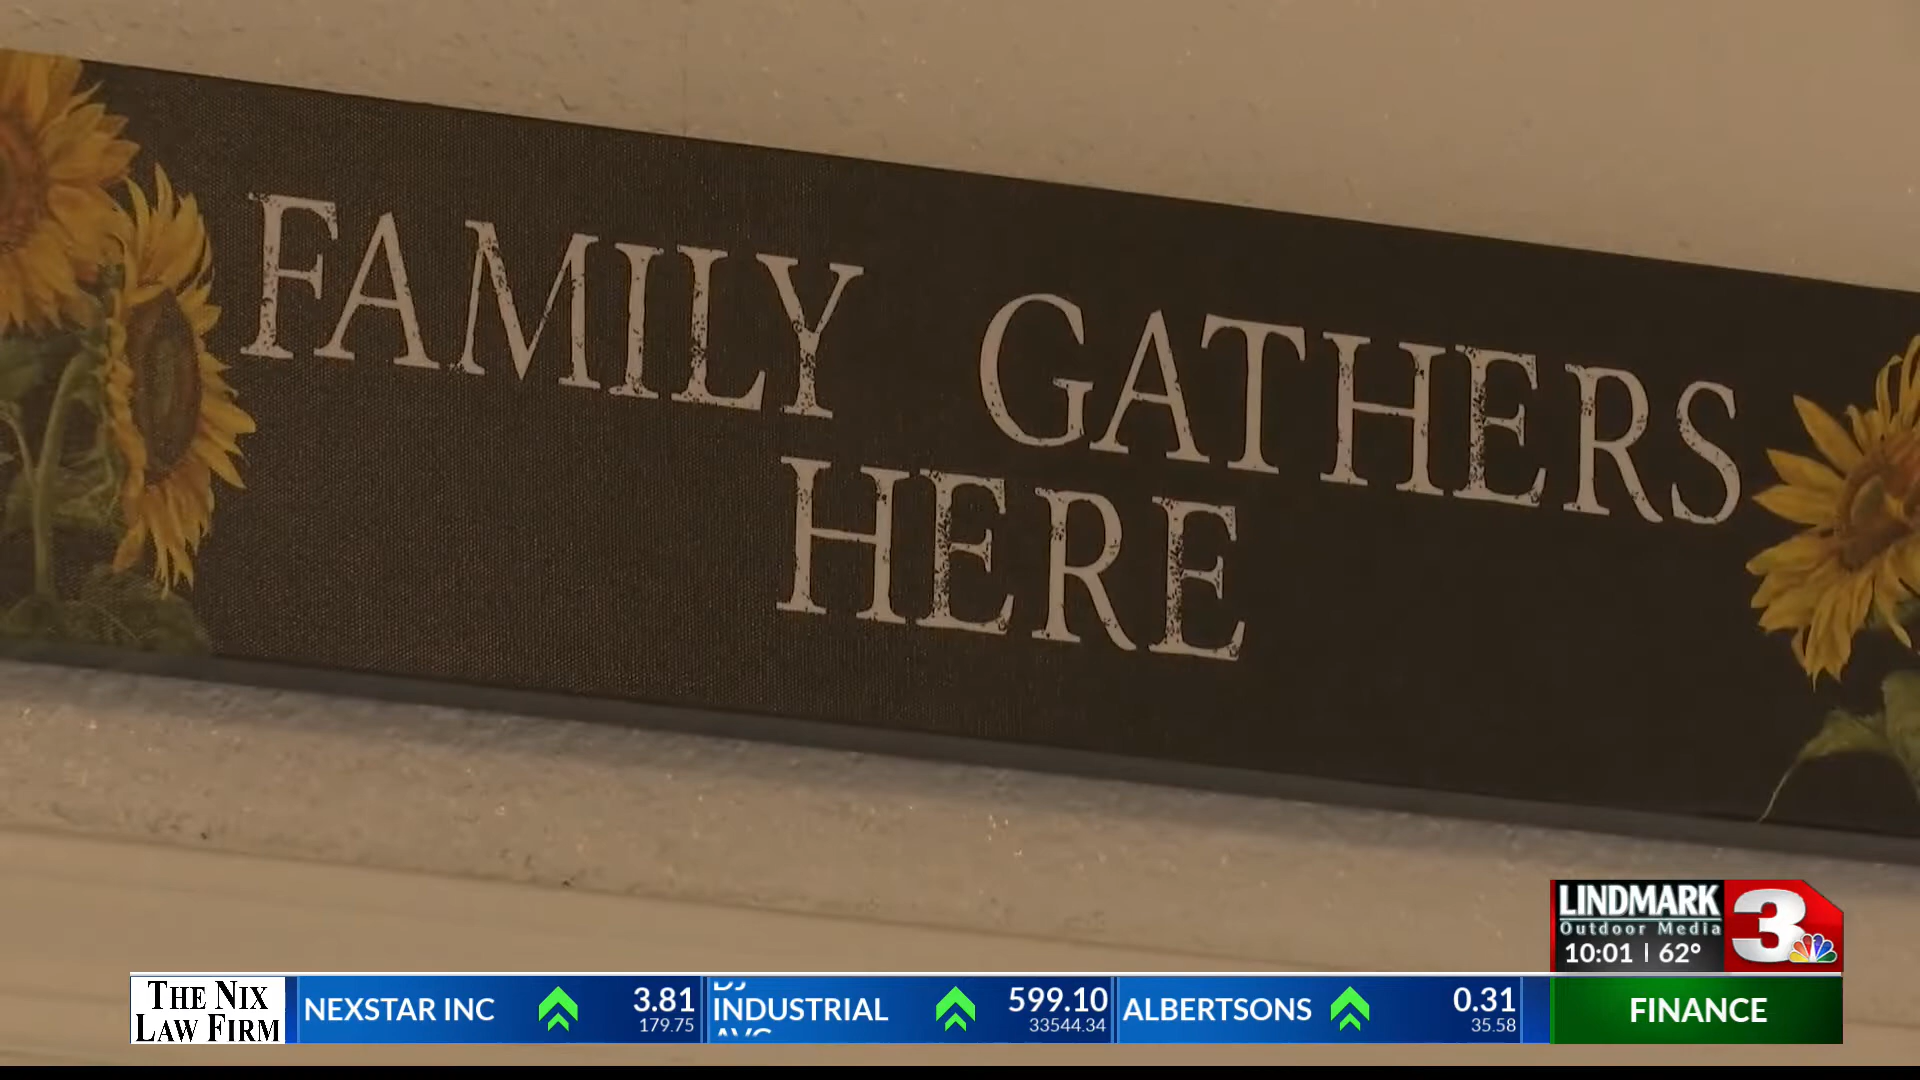 FAMILY GATHERS
HERE
LINDMARK
Outdoor Media
10:01 | 62°
3
THE NIX
LAW FIRM
NEXSTAR INC
3.81
179.75
INDUSTRIAL
599.10
33544.34
ALBERTSONS
0.31
35.58
FINANCE